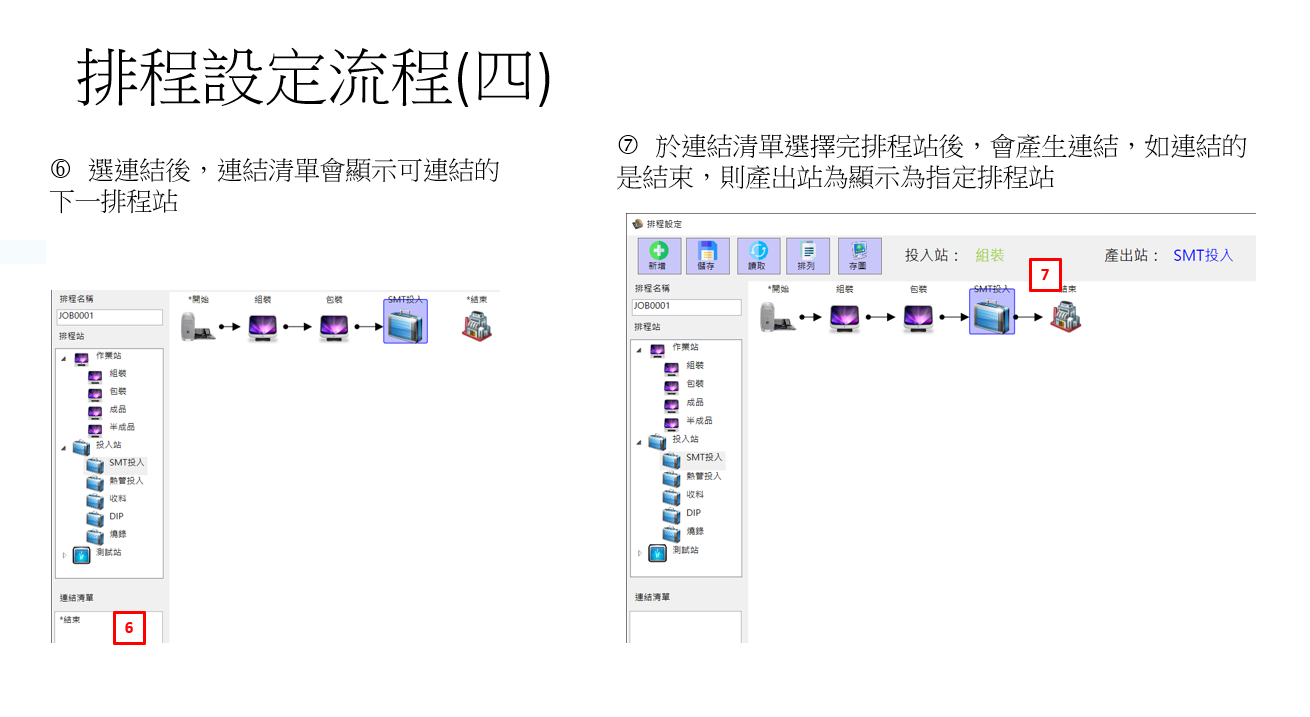 排程設定流程(四)
⑥ 選連結後，連結清單會顯示可連結的
下一排程站
排程名稱
JOB0001
排程站
作業站
組裝
包裝
成品
半成品
投入站
SMT投入
熱管投入
收料
DIP
燒錄
測試站
連結清單
*結束
6
*開始
組裝
包裝
SMT投入
*結束
⑦ 於連結清單選擇完排程站後，會產生連結，如連結的
是結束，則產出站為顯示為指定排程站
排程設定
新增
儲存
讀取
排列
存圖
投入站：
組裝
產出站：
SMT投入
7
排程名稱
JOB0001
排程站
作業站
組裝
包裝
成品
半成品
投入站
SMT投入
熱管投入
收料
DIP
燒錄
測試站
連結清單
*開始
組裝
包裝
SMT投入
結束